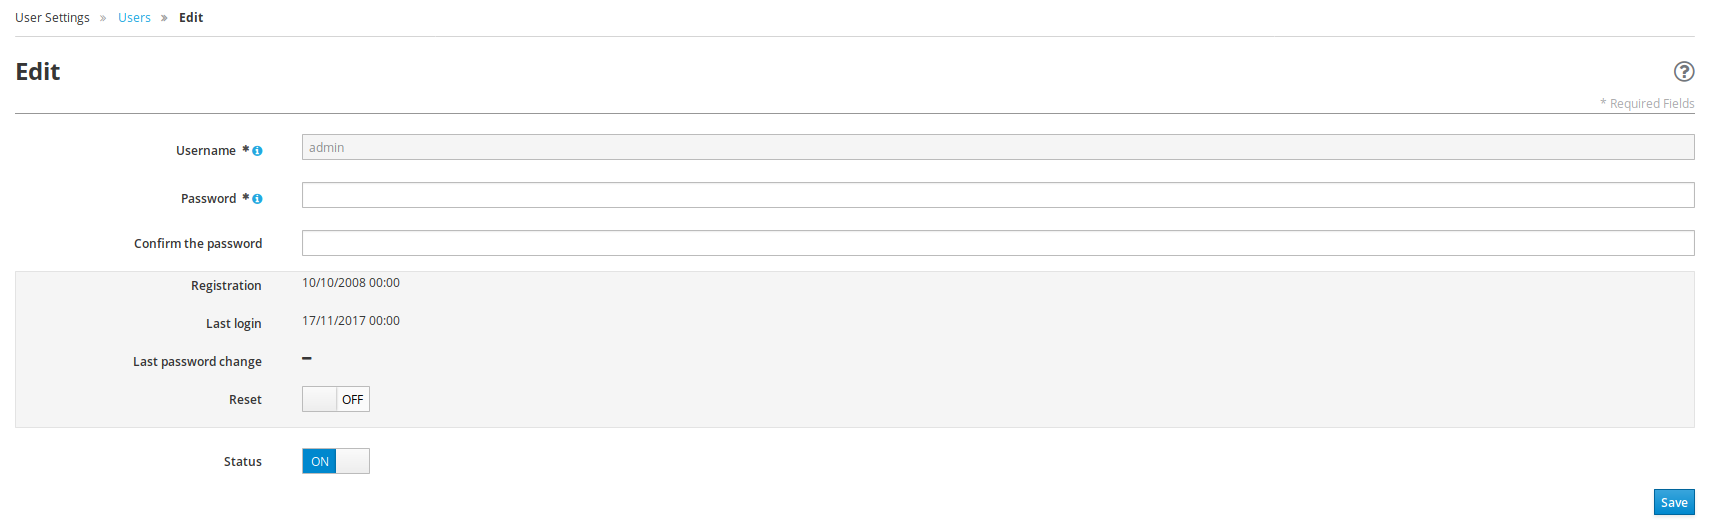 User Settings » Users » Edit
Edit
* Required Fields
Username *
admin
Password *
Confirm the password
Registration 10/10/2008 00:00
Last login 17/11/2017 00:00
Last password change –
Reset OFF
Status ON
Save